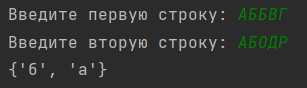 Введите первую строку: АББВГ
Введите вторую строку: АБОДР
{'б', 'а'}